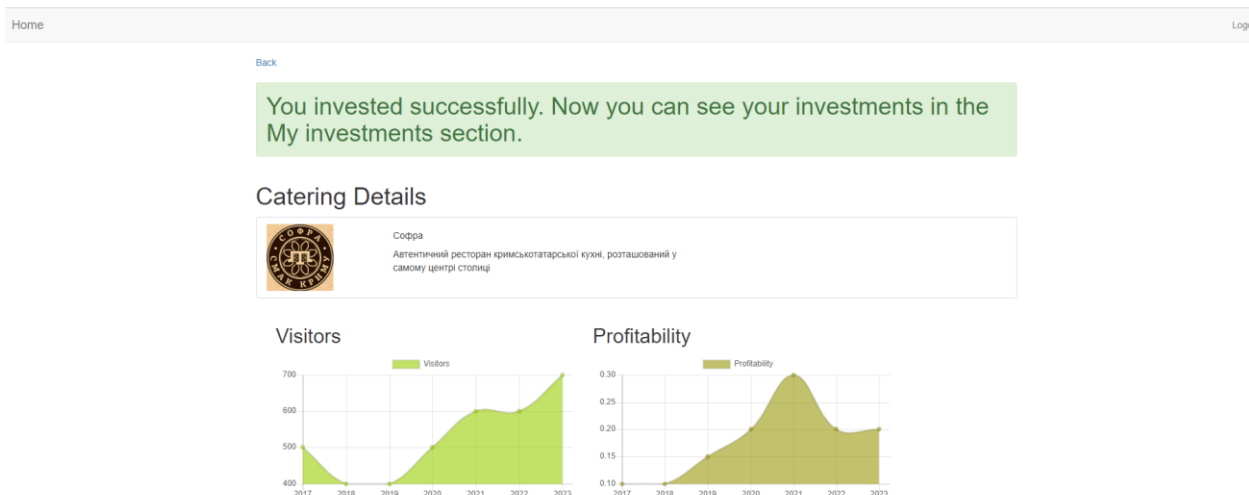 Home
Back
You invested successfully. Now you can see your investments in the
My investments section.
Catering Details
СОФРА
СМАК КРИМУ
Софра
Автентичний ресторан кримськотатарської кухні, розташований у
самому центрі столиці
Visitors
Profitability
Visitors
700
600
500
400
2017 2018 2019 2020 2021 2022 2023
Profitability
0.30
0.25
0.20
0.15
0.10
2017 2018 2019 2020 2021 2022 2023